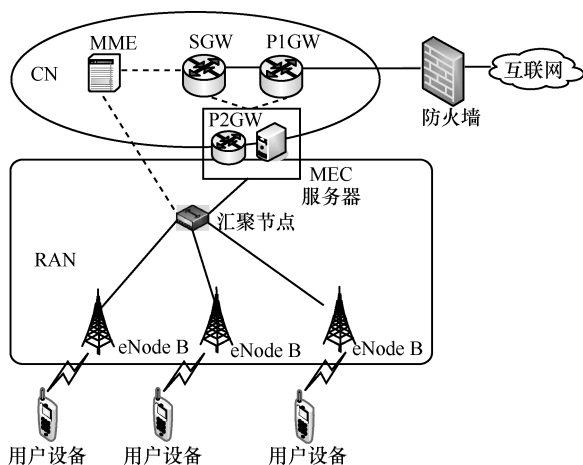 MME
SGW
P1GW
CN
互联网
防火墙
P2GW
MEC
服务器
汇聚节点
RAN
eNode B
eNode B
eNode B
用户设备
用户设备
用户设备